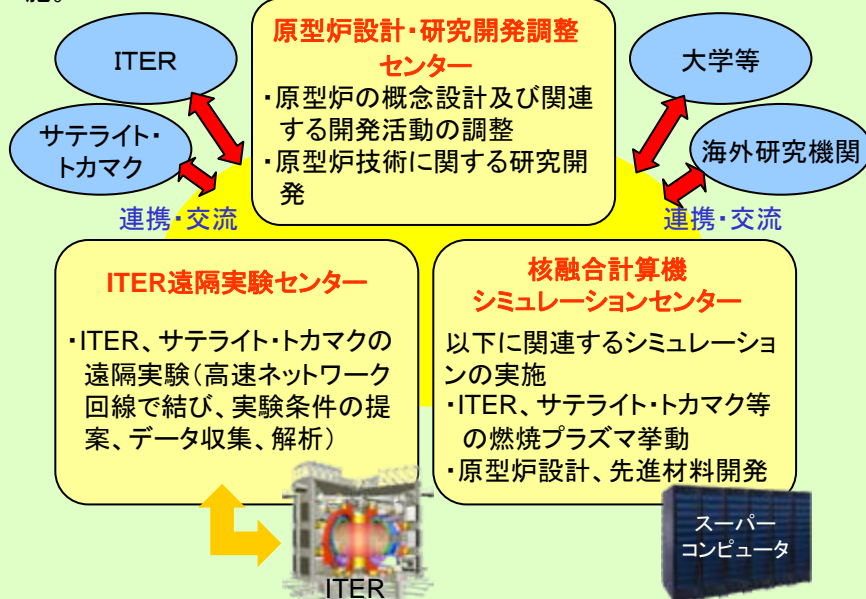 施。
原型炉設計・研究開発調整
センター
・原型炉の概念設計及び関連
する開発活動の調整
・原型炉技術に関する研究開
発
ITER
サテライト・
トカマク
大学等
海外研究機関
連携・交流
連携・交流
ITER遠隔実験センター
・ITER、サテライト・トカマクの
遠隔実験(高速ネットワーク
回線で結び、実験条件の提
案、データ収集、解析)
核融合計算機
シミュレーションセンター
以下に関連するシミュレーショ
ンの実施
・ITER、サテライト・トカマク等
の燃焼プラズマ挙動
・原型炉設計、先進材料開発
ITER
スーパー
コンピュータ